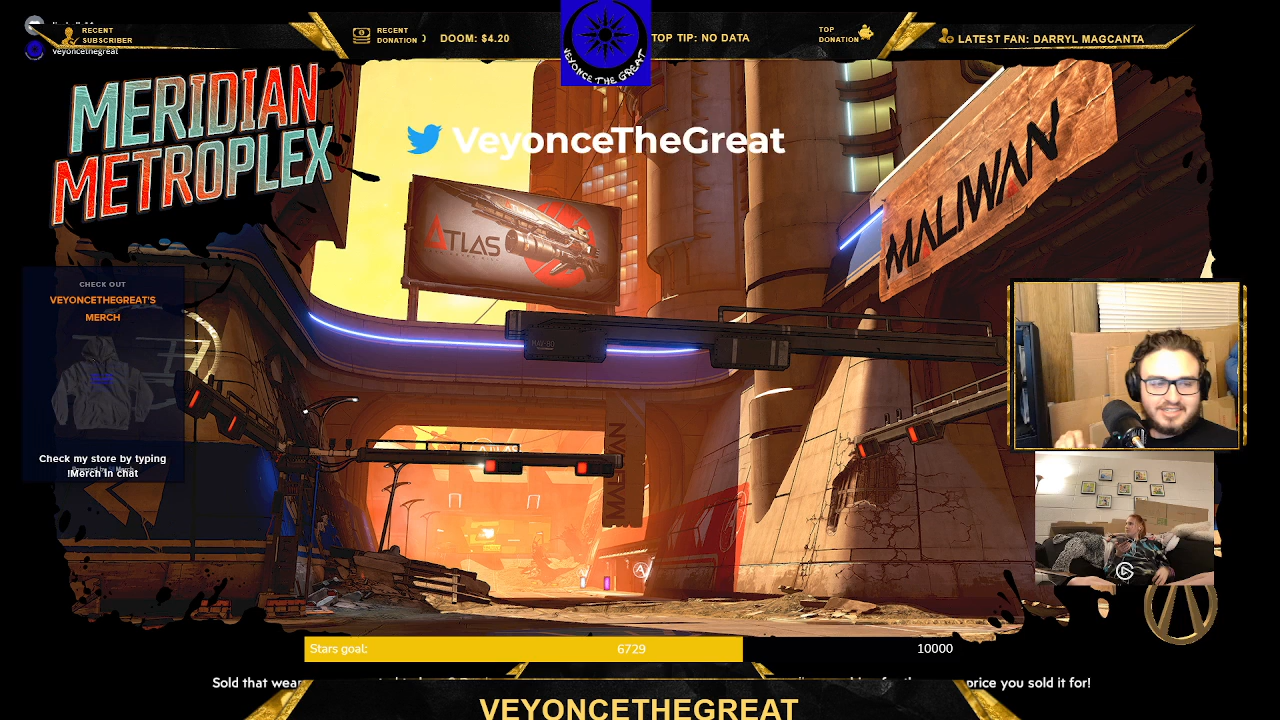 RECENT
SUBSCRIBER
veyoncethegreat
RECENT
DONATION )
DOOM: $4.20
VEYONCE THE GREAT
TOP TIP: NO DATA
TOP
DONATION
LATEST FAN: DARRYL MAGCANTA
MERIDIAN
METROPLEX
VeyonceTheGreat
ATLAS
MALIWAN
CHECK OUT
VEYONCETHEGREAT'S
MERCH
Check my store by typing
!Merch in chat
Stars goal:
6729
10000
Sold that
price you sold it for!
VEYONCETHEGREAT